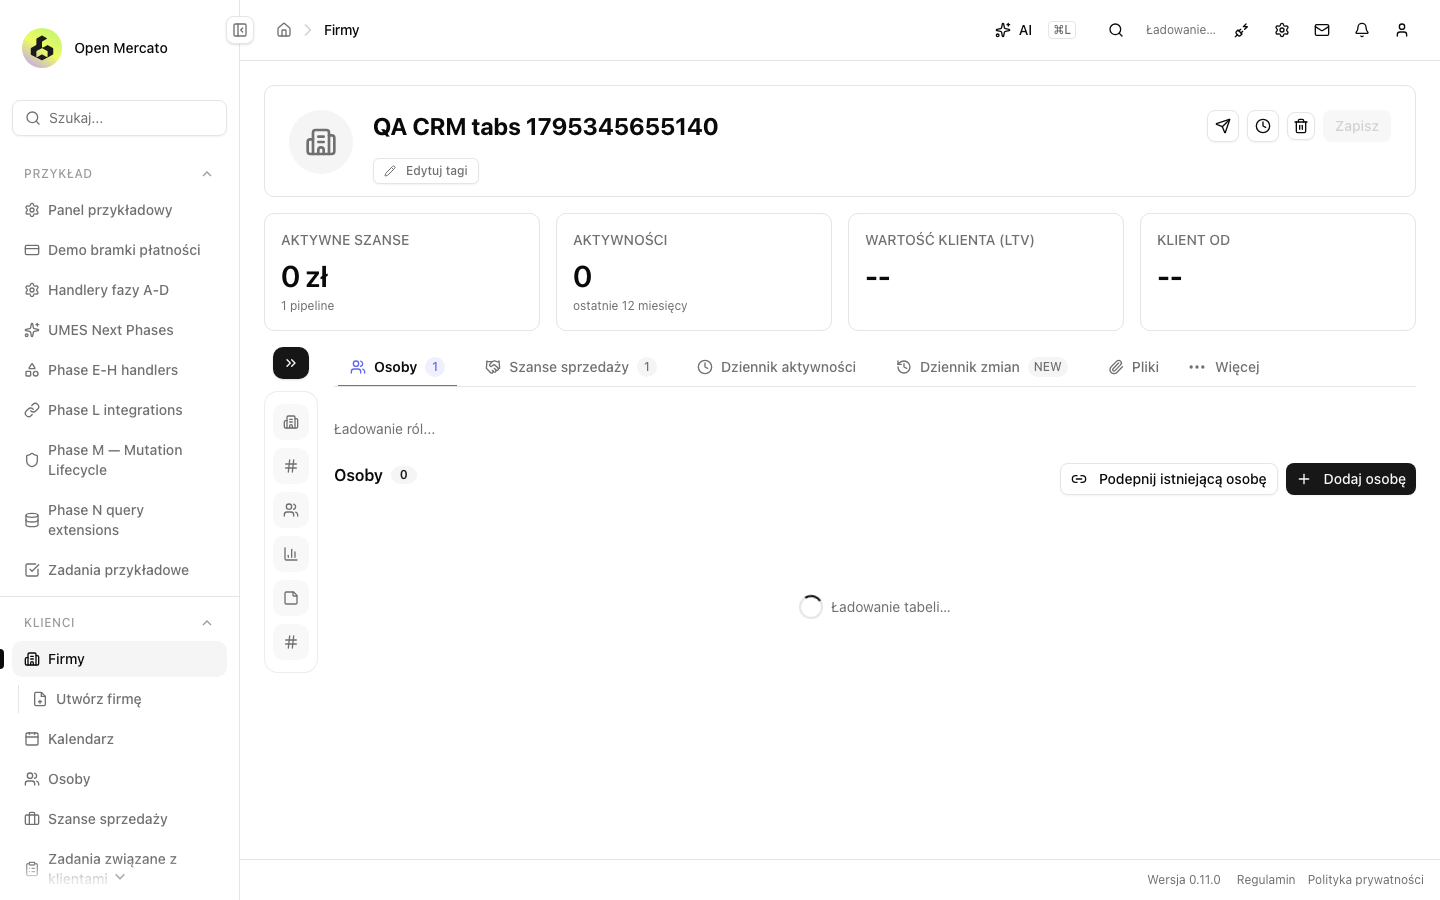 Open Mercato
Firmy
AI
⌘L
Ładowanie...
Szukaj...
PRZYKŁAD
Panel przykładowy
Demo bramki płatności
Handlery fazy A-D
UMES Next Phases
Phase E-H handlers
Phase L integrations
Phase M — Mutation
Lifecycle
Phase N query
extensions
Zadania przykładowe
KLIENCI
Firmy
Utwórz firmę
Kalendarz
Osoby
Szanse sprzedaży
Zadania związane z
klientami
QA CRM tabs 1795345655140
Edytuj tagi
Zapisz
AKTYWNE SZANSE
0 zł
1 pipeline
AKTYWNOŚCI
0
ostatnie 12 miesięcy
WARTOŚĆ KLIENTA (LTV)
--
KLIENT OD
--
Osoby 1
Szanse sprzedaży 1
Dziennik aktywności
Dziennik zmian NEW
Pliki
Więcej
Ładowanie ról...
Osoby 0
Podepnij istniejącą osobę
Dodaj osobę
Ładowanie tabeli...
Wersja 0.11.0
Regulamin
Polityka prywatności